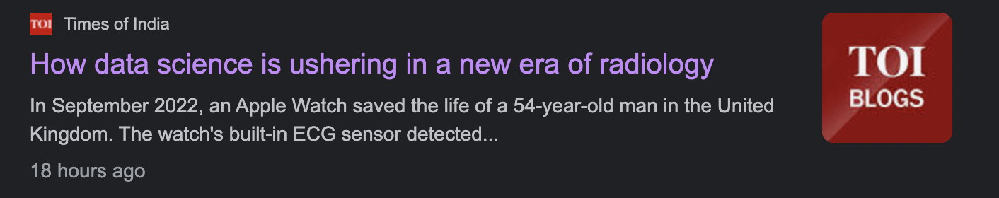 TOI Times of India
How data science is ushering in a new era of radiology
In September 2022, an Apple Watch saved the life of a 54-year-old man in the United
Kingdom. The watch's built-in ECG sensor detected...
18 hours ago
TOI
BLOGS